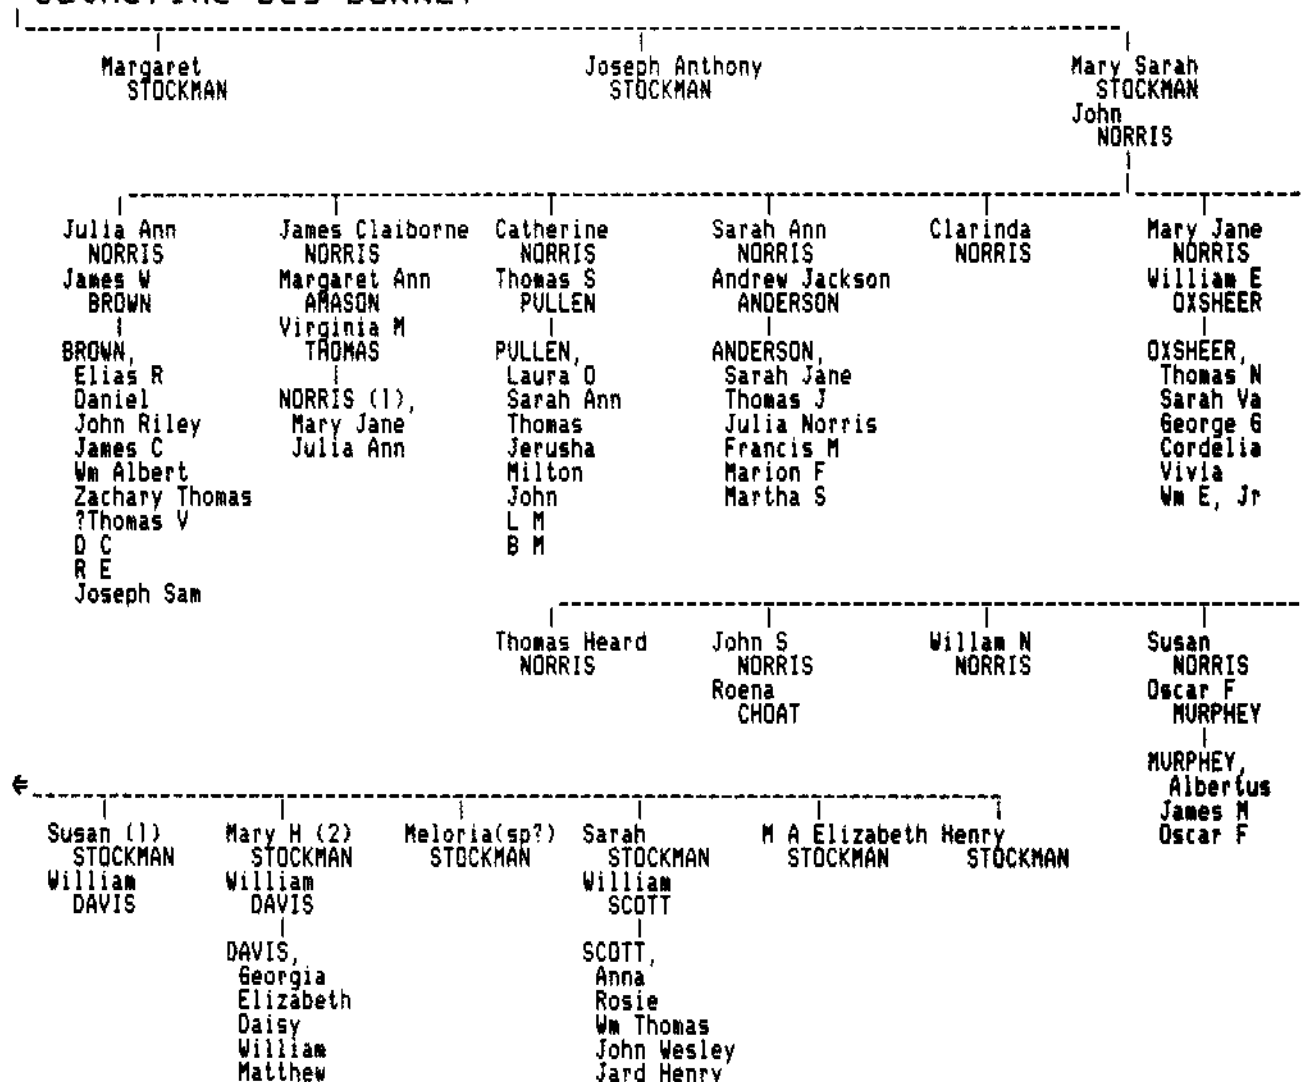 Margaret
STOCKMAN
Joseph Anthony
STOCKMAN
Mary Sarah
STOCKMAN
John
NORRIS
Julia Ann
NORRIS
James W
BROWN
BROWN,
Elias R
Daniel
John Riley
James C
Wm Albert
Zachary Thomas
?Thomas V
D C
R E
Joseph Sam
James Claiborne
NORRIS
Margaret Ann
AMASON
Virginia M
THOMAS
NORRIS (1),
Mary Jane
Julia Ann
Catherine
NORRIS
Thomas S
PULLEN
PULLEN,
Laura O
Sarah Ann
Thomas
Jerusha
Milton
John
L M
B M
Sarah Ann
NORRIS
Andrew Jackson
ANDERSON
ANDERSON,
Sarah Jane
Thomas J
Julia Norris
Francis M
Marion F
Martha S
Clarinda
NORRIS
Mary Jane
NORRIS
William E
OXSHEER
OXSHEER,
Thomas N
Sarah Va
George G
Cordelia
Vivia
Wm E, Jr
Thomas Heard
NORRIS
John S
NORRIS
Roena
CHOAT
Willam N
NORRIS
Susan
NORRIS
Oscar F
MURPHEY
MURPHEY,
Albertus
James M
Oscar F
Susan (1)
STOCKMAN
William
DAVIS
Mary H (2)
STOCKMAN
William
DAVIS
DAVIS,
Georgia
Elizabeth
Daisy
William
Matthew
Meloria(sp?)
STOCKMAN
Sarah
STOCKMAN
William
SCOTT
SCOTT,
Anna
Rosie
Wm Thomas
John Wesley
Jard Henry
M A Elizabeth
STOCKMAN
Henry
STOCKMAN